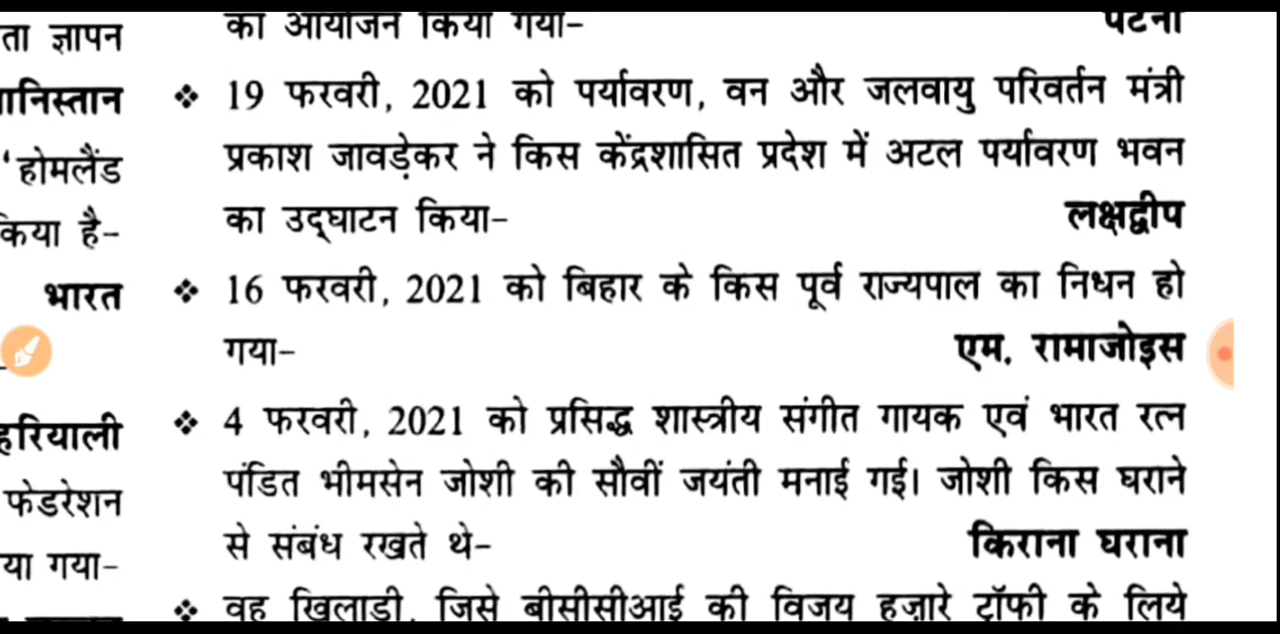 ता ज्ञापन
ानिस्तान
‘होमलैंड
किया है–
भारत
हरियाली
फेडरेशन
या गया–
का आयोजन किया गया–
पटना
❖ 19 फरवरी, 2021 को पर्यावरण, वन और जलवायु परिवर्तन मंत्री
प्रकाश जावड़ेकर ने किस केंद्रशासित प्रदेश में अटल पर्यावरण भवन
का उद्घाटन किया– लक्षद्वीप
❖ 16 फरवरी, 2021 को बिहार के किस पूर्व राज्यपाल का निधन हो
गया– एम. रामाजोइस
❖ 4 फरवरी, 2021 को प्रसिद्ध शास्त्रीय संगीत गायक एवं भारत रत्न
पंडित भीमसेन जोशी की सौवीं जयंती मनाई गई। जोशी किस घराने
से संबंध रखते थे– किराना घराना
❖ वह खिलाड़ी, जिसे बीसीसीआई की विजय हज़ारे ट्रॉफी के लिये